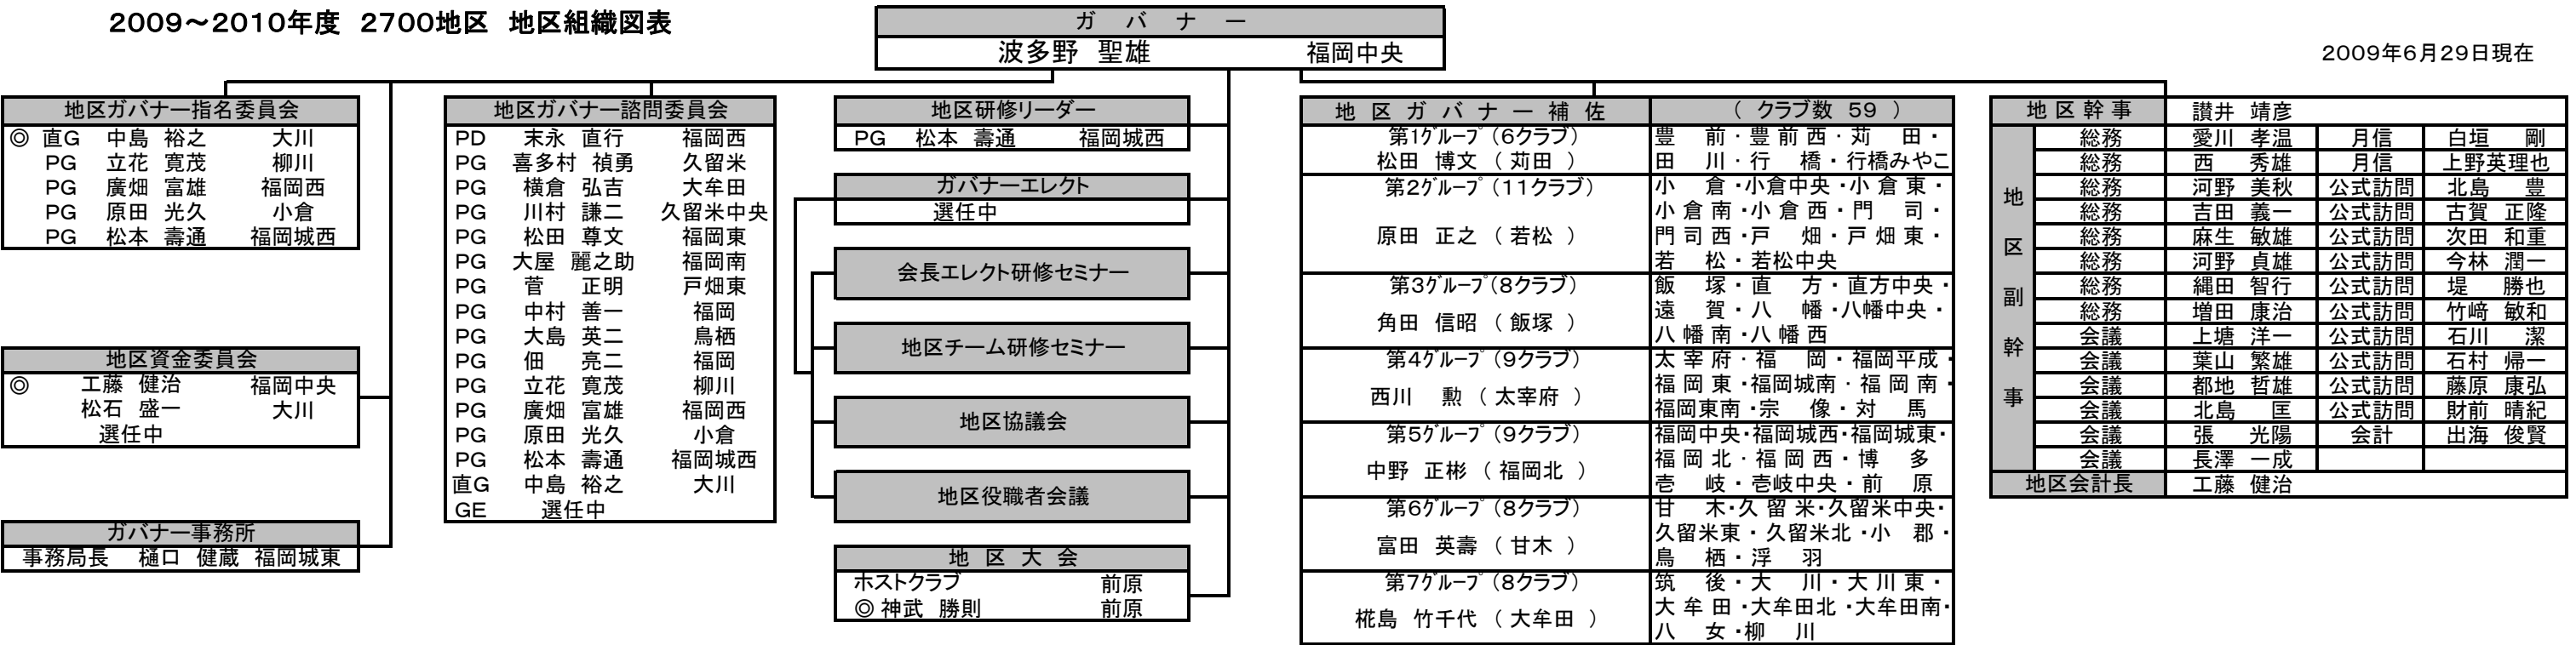 2009～2010年度 2700地区 地区組織図表
ガバナー
波多野 聖雄 福岡中央
2009年6月29日現在
地区ガバナー指名委員会
◎ 直G 中島 裕之 大川
PG 立花 寛茂 柳川
PG 廣畑 富雄 福岡西
PG 原田 光久 小倉
PG 松本 壽通 福岡城西
地区資金委員会
◎ 工藤 健治 福岡中央
松石 盛一 大川
選任中
ガバナー事務所
事務局長 樋口 健蔵 福岡城東
地区ガバナー諮問委員会
PD 末永 直行 福岡西
PG 喜多村 禎勇 久留米
PG 横倉 弘吉 大牟田
PG 川村 謙二 久留米中央
PG 松田 尊文 福岡東
PG 大屋 麗之助 福岡南
PG 菅 正明 戸畑東
PG 中村 善一 福岡
PG 大島 英二 鳥栖
PG 佃 亮二 福岡
PG 立花 寛茂 柳川
PG 廣畑 富雄 福岡西
PG 原田 光久 小倉
PG 松本 壽通 福岡城西
直G 中島 裕之 大川
GE 選任中
地区研修リーダー
PG 松本 壽通 福岡城西
ガバナーエレクト
選任中
会長エレクト研修セミナー
地区チーム研修セミナー
地区協議会
地区役職者会議
地区大会
ホストクラブ 前原
◎ 神武 勝則 前原
地区ガバナー補佐 （ クラブ数 59 ）
第1グループ（6クラブ）
松田 博文（ 苅田 ）
豊 前・豊前西・苅 田・
田 川・行 橋・行橋みやこ
第2グループ（11クラブ）
原田 正之（ 若松 ）
小 倉・小倉中央・小倉東・
小倉南・小倉西・門 司・
門司西・戸 畑・戸畑東・
若 松・若松中央
第3グループ（8クラブ）
角田 信昭（ 飯塚 ）
飯 塚・直 方・直方中央・
遠 賀・八 幡・八幡中央・
八幡南・八幡西
第4グループ（9クラブ）
西川 勲（ 太宰府 ）
太宰府・福 岡・福岡平成・
福岡東・福岡城南・福岡南・
福岡東南・宗 像・対 馬
第5グループ（9クラブ）
中野 正彬（ 福岡北 ）
福岡中央・福岡城西・福岡城東・
福岡北・福岡西・博 多
壱 岐・壱岐中央・前 原
第6グループ（8クラブ）
富田 英壽（ 甘木 ）
甘 木・久留米・久留米中央・
久留米東・久留米北・小 郡・
鳥 栖・浮 羽
第7グループ（8クラブ）
椛島 竹千代（ 大牟田 ）
筑 後・大 川・大川東・
大牟田・大牟田北・大牟田南・
八 女・柳 川
地区幹事 讃井 靖彦
地区副幹事
総務 愛川 孝温 月信 白垣 剛
総務 西 秀雄 月信 上野英理也
総務 河野 美秋 公式訪問 北島 豊
総務 吉田 義一 公式訪問 古賀 正隆
総務 麻生 敏雄 公式訪問 次田 和重
総務 河野 貞雄 公式訪問 今林 潤一
総務 縄田 智行 公式訪問 堤 勝也
総務 増田 康治 公式訪問 竹﨑 敏和
会議 上塘 洋一 公式訪問 石川 潔
会議 葉山 繁雄 公式訪問 石村 帰一
会議 都地 哲雄 公式訪問 藤原 康弘
会議 北島 匡 公式訪問 財前 晴紀
会議 張 光陽 会計 出海 俊賢
会議 長澤 一成
地区会計長 工藤 健治